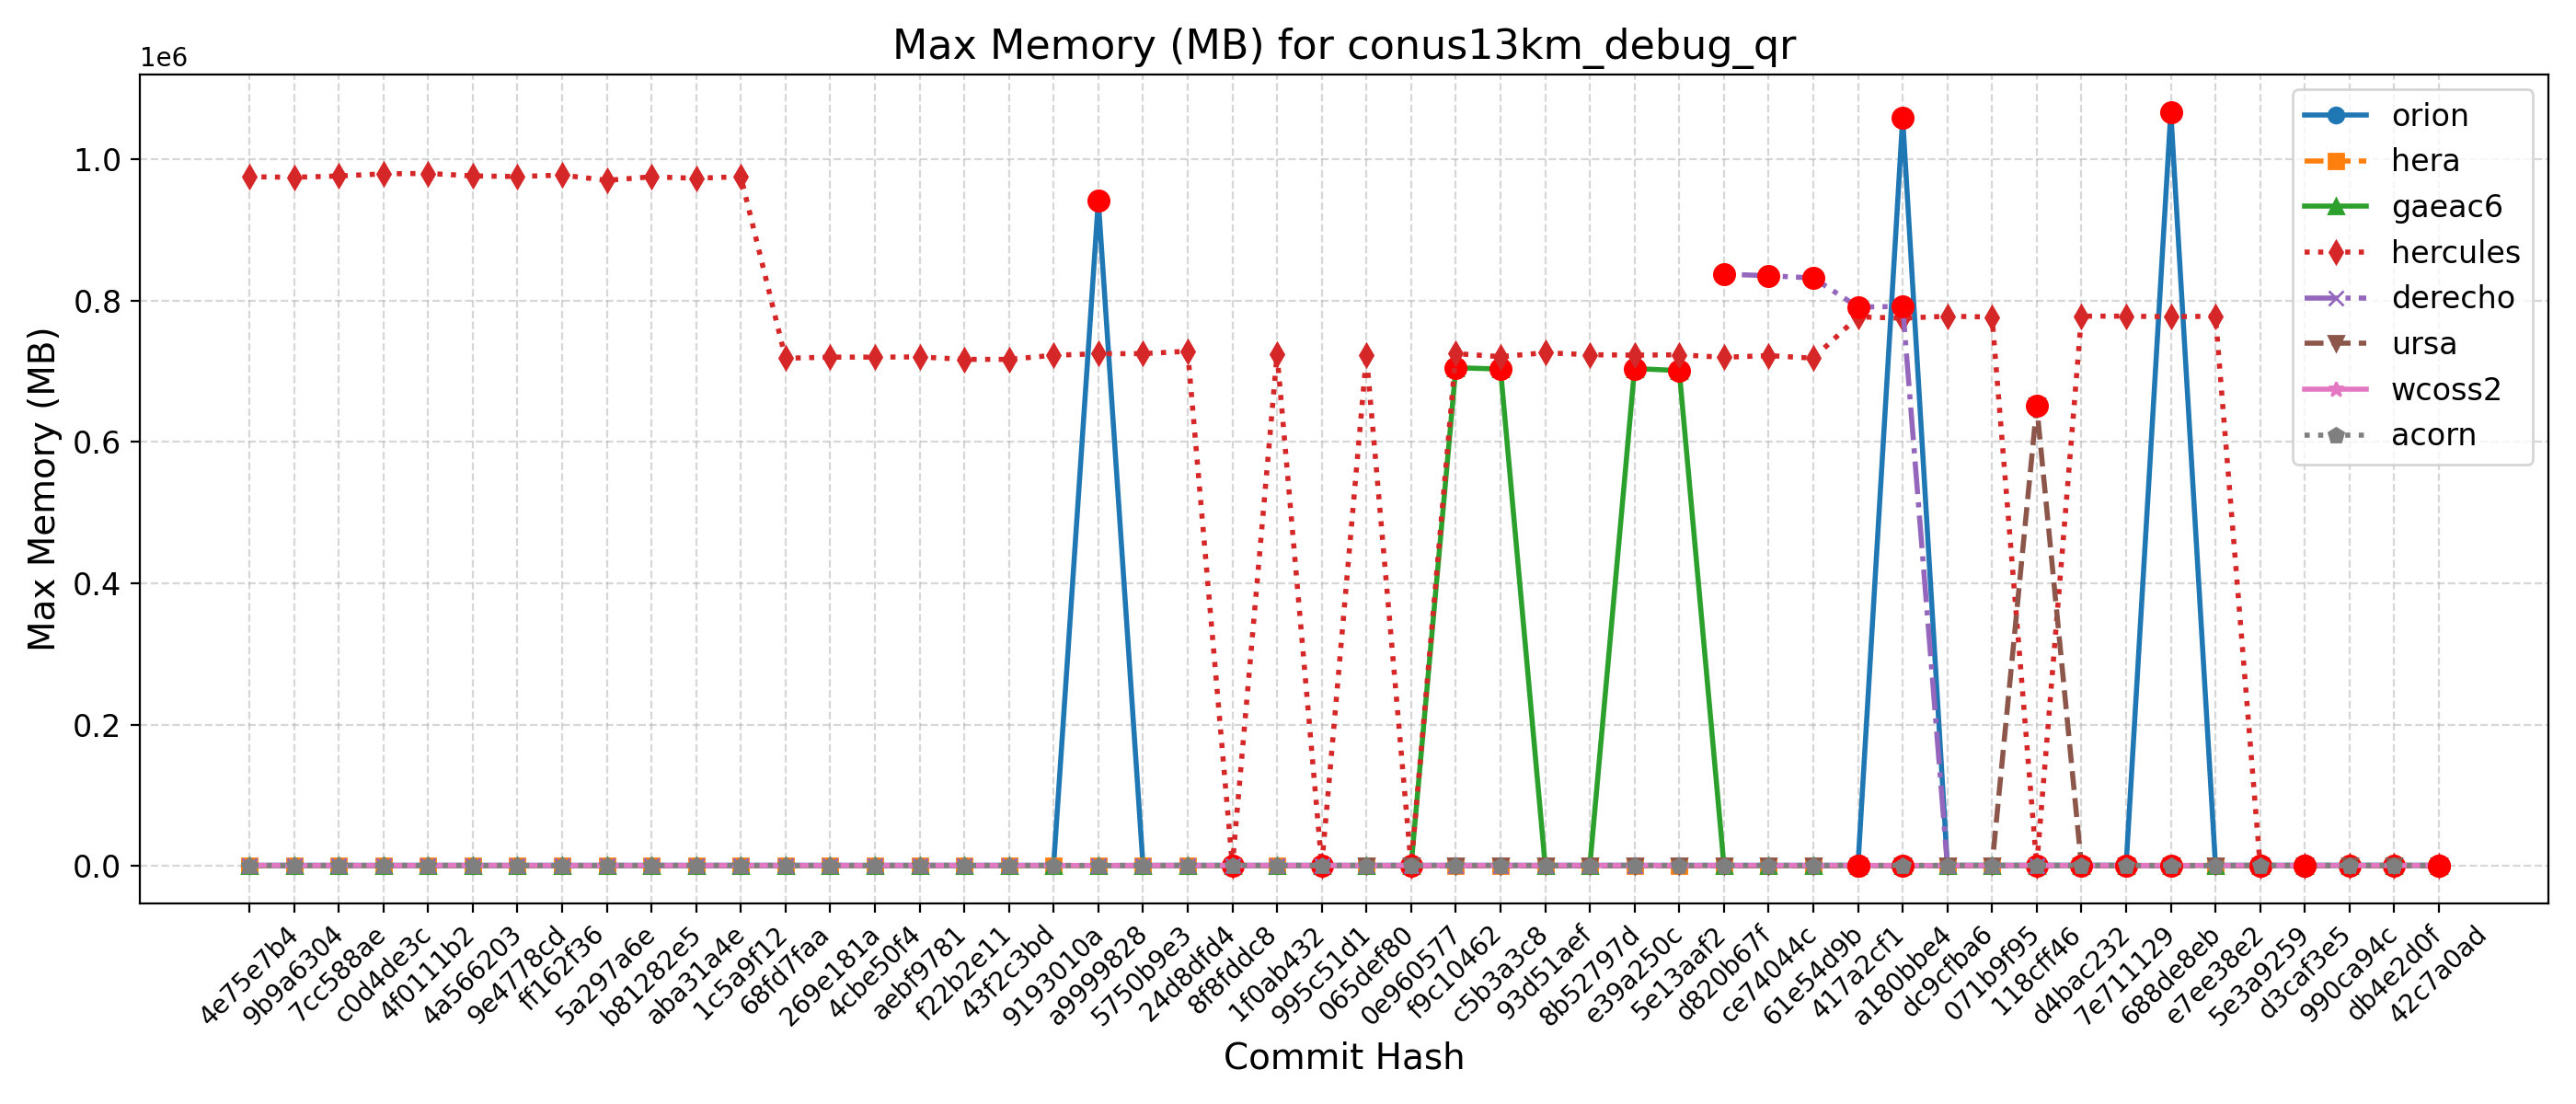 Max Memory (MB) for conus13km_debug_qr
1e6
1.0
0.8
0.6
0.4
0.2
0.0
Max Memory (MB)
orion
hera
gaeac6
hercules
derecho
ursa
wcoss2
acorn
4e75e7b4
9b9a6304
7cc588ae
c0d4de3c
4f0111b2
4a566203
9e4778cd
ff162f36
5a297a6e
b81282e5
aba31a4e
1c5a9f12
68fd7faa
269e181a
4cbe50f4
aebf9781
f22b2e11
43f2c3bd
9193010a
a9999828
5750b9e3
24d8dfd4
8f8fddc8
1f0ab432
995c51d1
065def80
0e960577
f9c10462
c5b3a3c8
93d51aef
8b52797d
e39a250c
5e13aaf2
d820b67f
ce74044c
61e54d9b
417a2cf1
a180bbe4
dc9cfba6
071b9f95
118cff46
d4bac232
7e711129
688de8eb
e7ee38e2
5e3a9259
d3caf3e5
990ca94c
db4e2d0f
42c7a0ad
Commit Hash